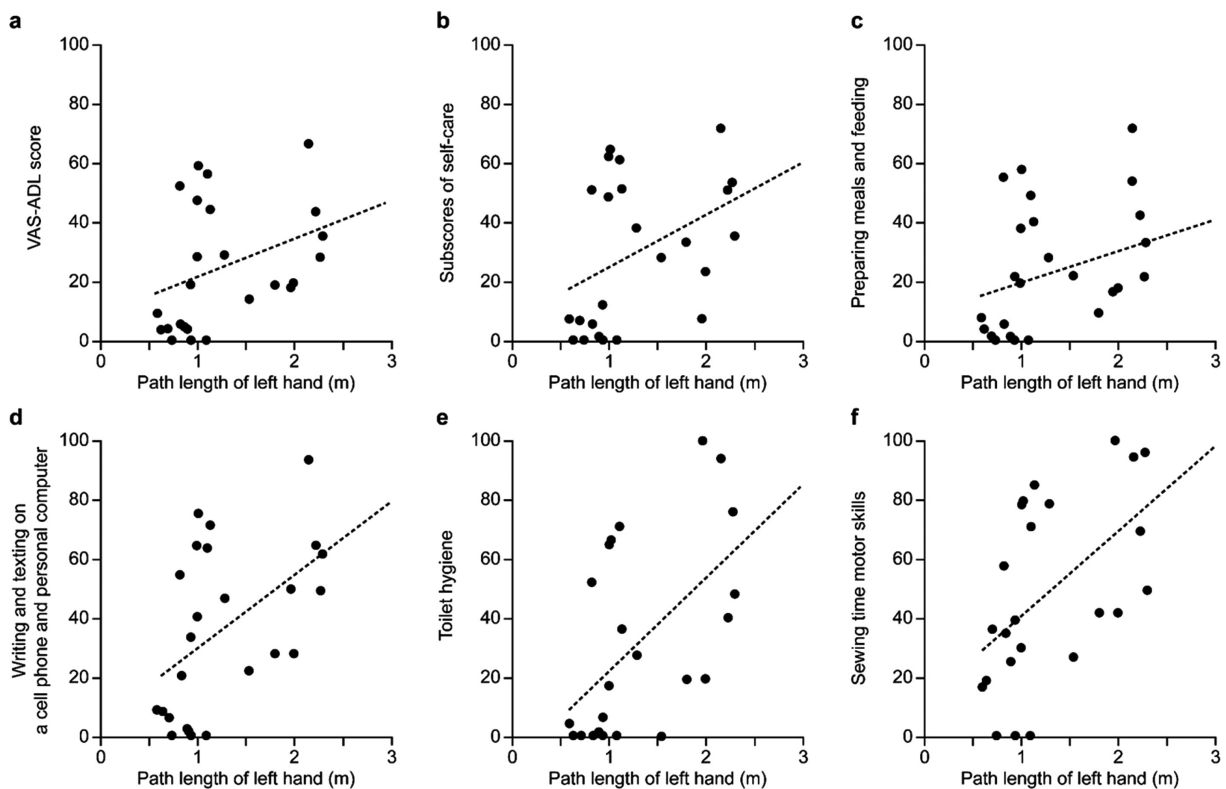 a
VAS-ADL score
100
80
60
40
20
0
0 1 2 3
Path length of left hand (m)
b
Subscores of self-care
100
80
60
40
20
0
0 1 2 3
Path length of left hand (m)
c
Preparing meals and feeding
100
80
60
40
20
0
0 1 2 3
Path length of left hand (m)
d
Writing and texting on
a cell phone and personal computer
100
80
60
40
20
0
0 1 2 3
Path length of left hand (m)
e
Toilet hygiene
100
80
60
40
20
0
0 1 2 3
Path length of left hand (m)
f
Sewing time motor skills
100
80
60
40
20
0
0 1 2 3
Path length of left hand (m)